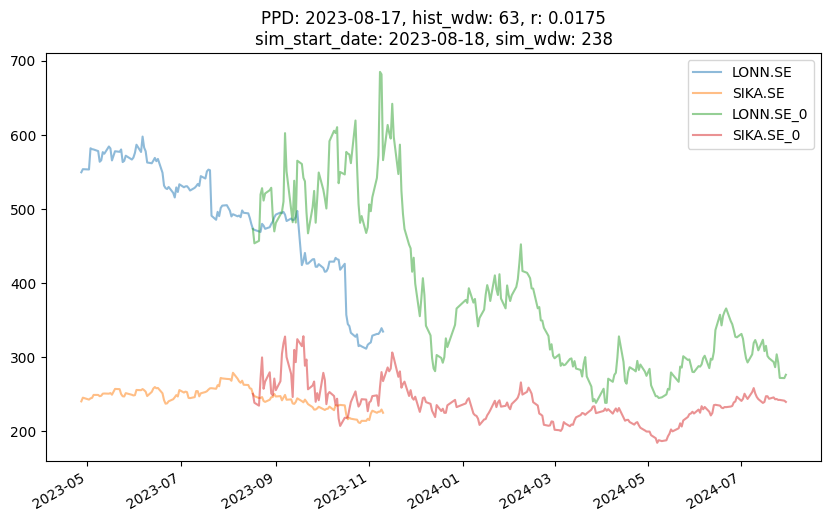 PPD: 2023-08-17, hist_wdw: 63, r: 0.0175
sim_start_date: 2023-08-18, sim_wdw: 238
LONN.SE
SIKA.SE
LONN.SE_0
SIKA.SE_0
700
600
500
400
300
200
2023-05
2023-07
2023-09
2023-11
2024-01
2024-03
2024-05
2024-07